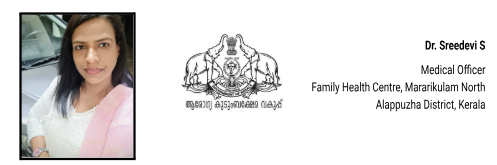 Dr. Sreedevi S
ആരോഗ്യ കുടുംബക്ഷേമ വകുപ്പ്
Medical Officer
Family Health Centre, Mararikulam North
Alappuzha District, Kerala